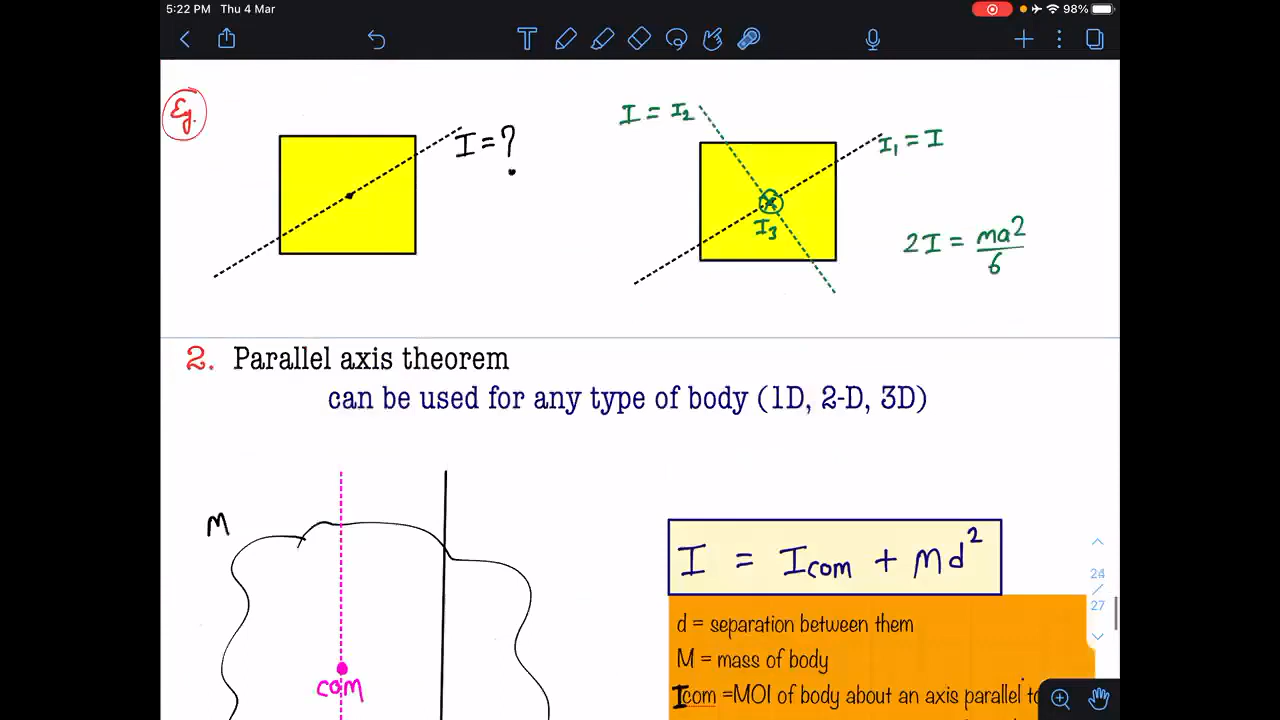 5:22 PM Thu 4 Mar
98%
Eg.
I = ?
I = I₂
I₁ = I
I₃
2I = ma²/6
2. Parallel axis theorem
can be used for any type of body (1D, 2-D, 3D)
M
com
I = Icom + Md²
d = separation between them
M = mass of body
Icom =MOI of body about an axis parallel to
24
/
27